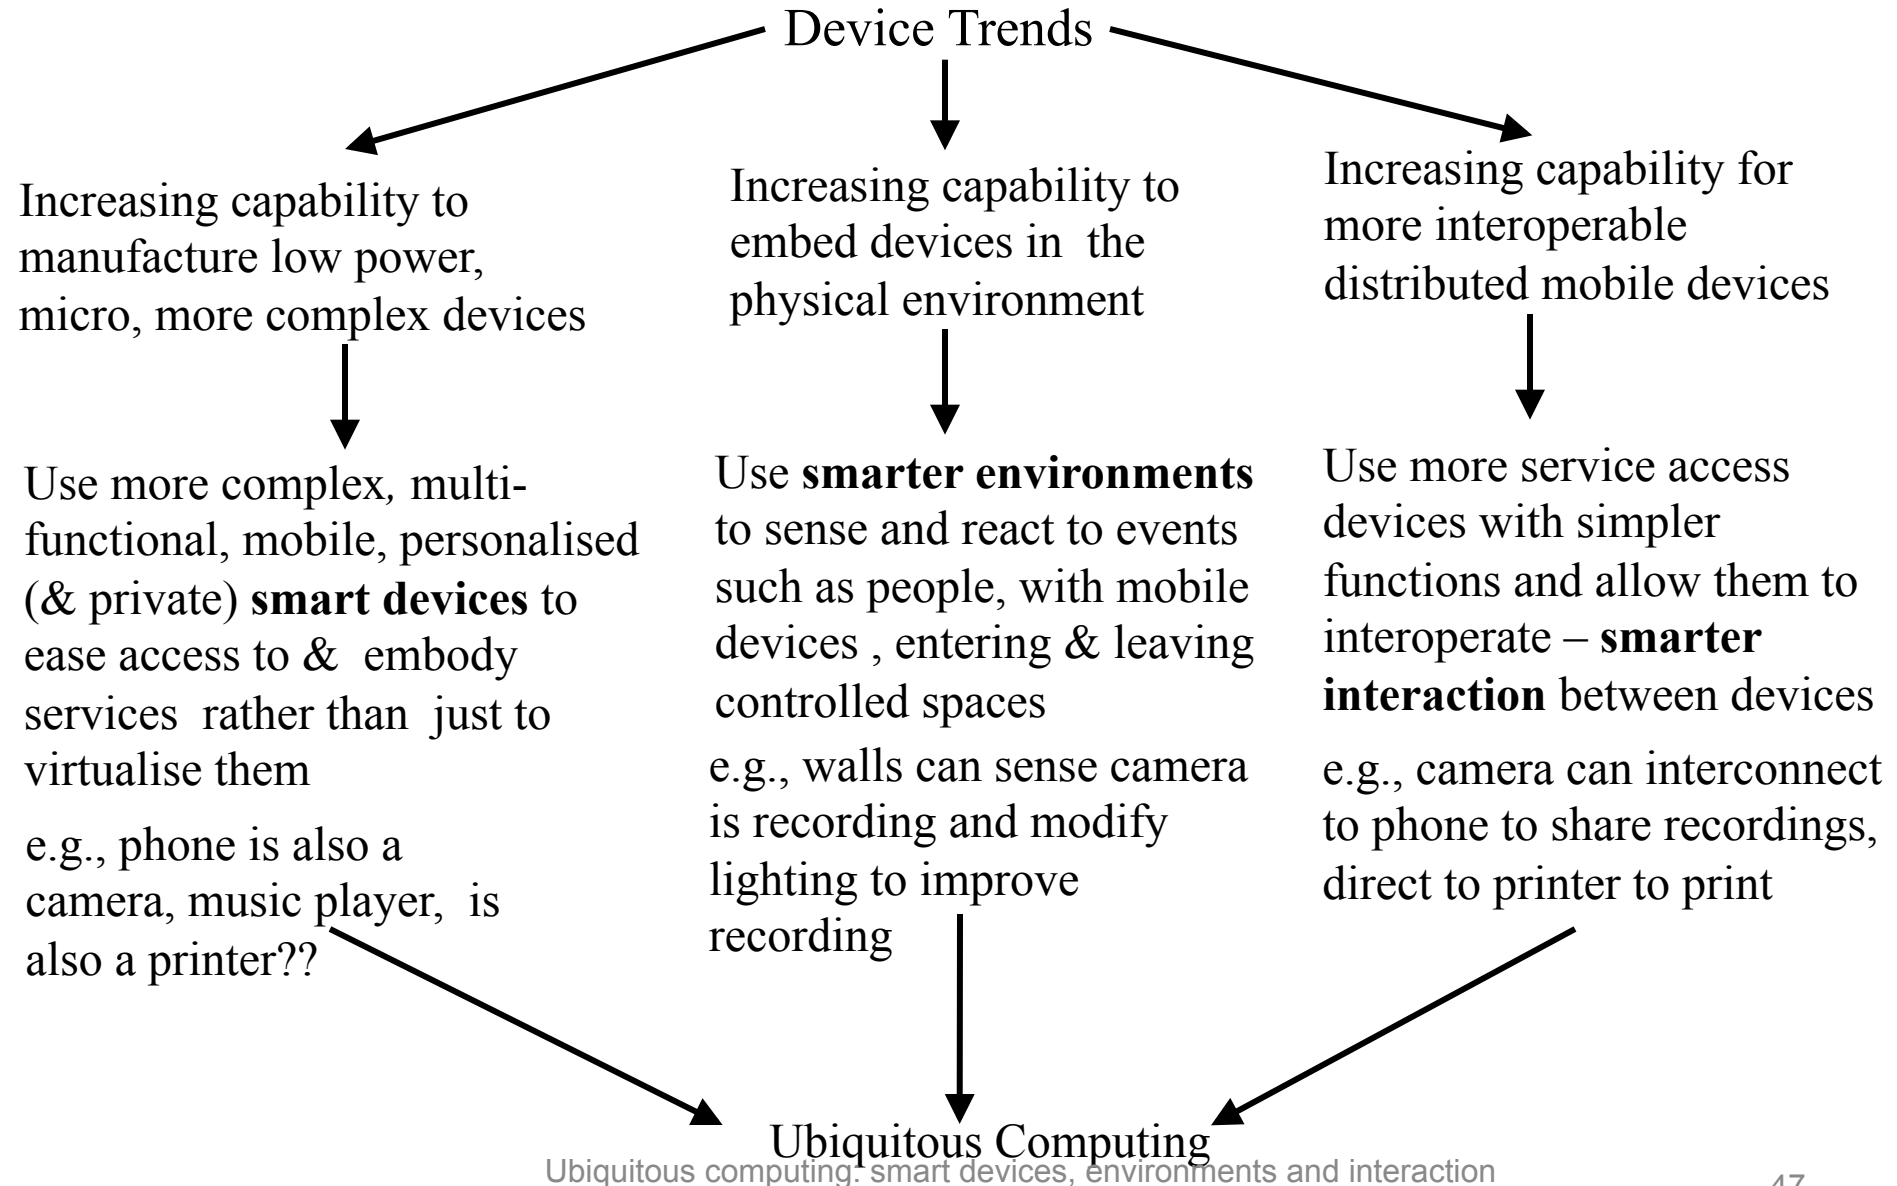 Device Trends
Increasing capability to
manufacture low power,
micro, more complex devices
Use more complex, multi-
functional, mobile, personalised
(& private) smart devices to
ease access to & embody
services rather than just to
virtualise them
e.g., phone is also a
camera, music player, is
also a printer??
Increasing capability to
embed devices in the
physical environment
Use smarter environments
to sense and react to events
such as people, with mobile
devices , entering & leaving
controlled spaces
e.g., walls can sense camera
is recording and modify
lighting to improve
recording
Increasing capability for
more interoperable
distributed mobile devices
Use more service access
devices with simpler
functions and allow them to
interoperate – smarter
interaction between devices
e.g., camera can interconnect
to phone to share recordings,
direct to printer to print
Ubiquitous Computing
Ubiquitous computing: smart devices, environments and interaction
47